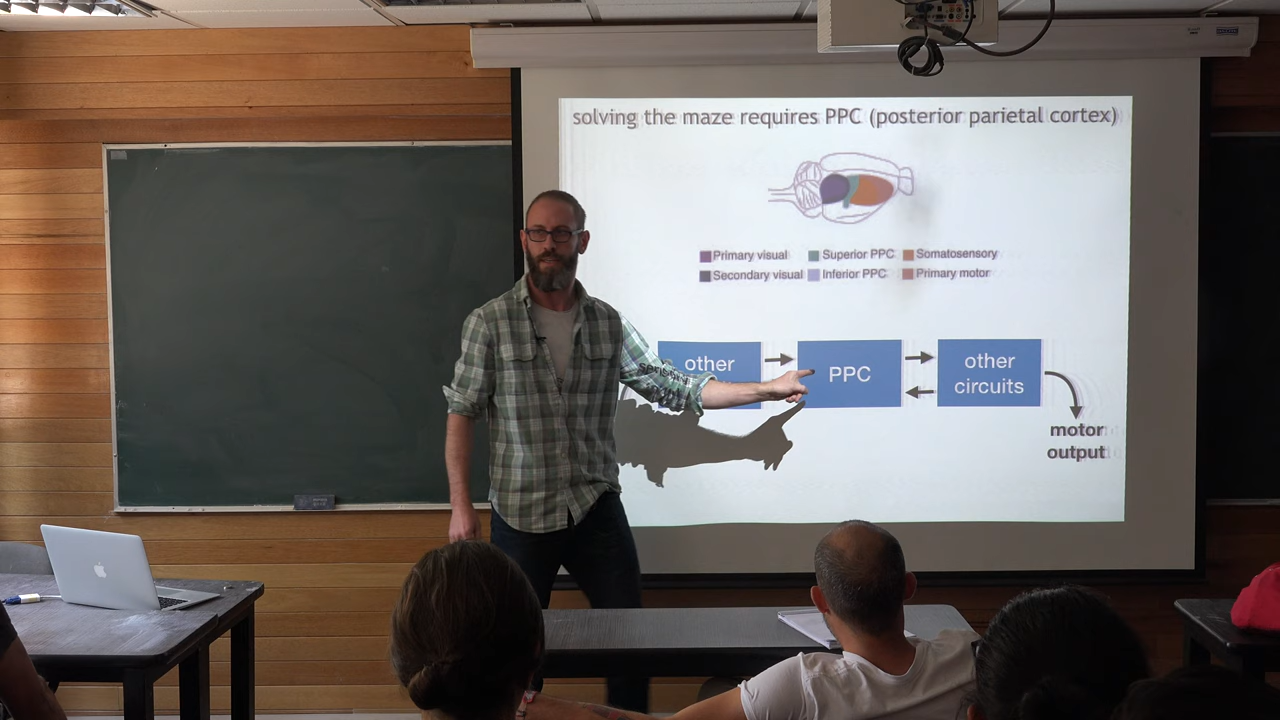 solving the maze requires PPC (posterior parietal cortex)
Primary visual Superior PPC Somatosensory
Secondary visual Inferior PPC Primary motor
other
PPC
other
circuits
motor
output